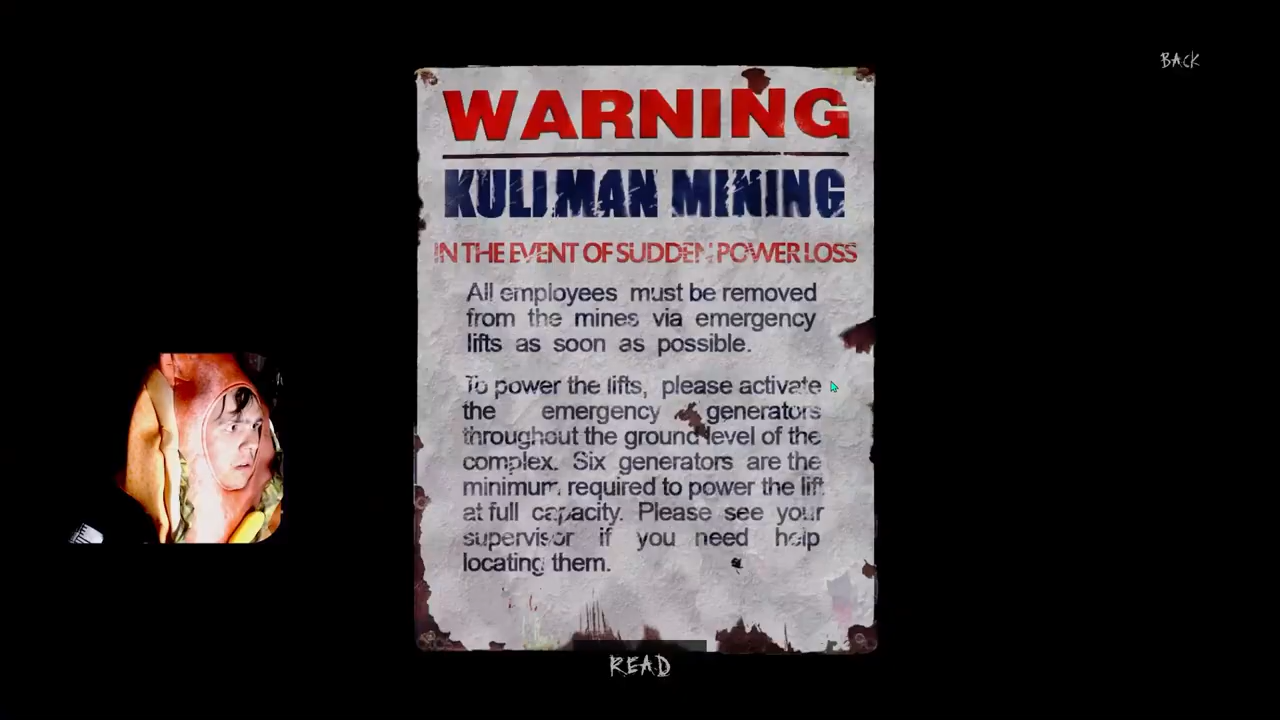 BACK
WARNING
KULLMAN MINING
IN THE EVENT OF SUDDEN POWER LOSS
All employees must be removed
from the mines via emergency
lifts as soon as possible.
To power the lifts, please activate
the emergency generators
throughout the ground level of the
complex. Six generators are the
minimum required to power the lift
at full capacity. Please see your
supervisor if you need help
locating them.
READ